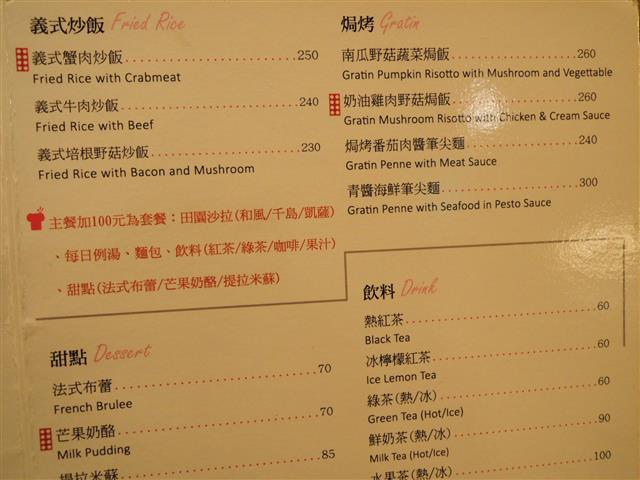 義式炒飯 Fried Rice
義式蟹肉炒飯 250
Fried Rice with Crabmeat
義式牛肉炒飯 240
Fried Rice with Beef
義式培根野菇炒飯 230
Fried Rice with Bacon and Mushroom
主餐加100元為套餐：田園沙拉(和風/千島/凱薩)
、每日例湯、麵包、飲料(紅茶/綠茶/咖啡/果汁)
、甜點(法式布蕾/芒果奶酪/提拉米蘇)
甜點 Dessert
法式布蕾 70
French Brulee
芒果奶酪 70
Milk Pudding
提拉米蘇 85
焗烤 Gratin
南瓜野菇蔬菜焗飯 260
Gratin Pumpkin Risotto with Mushroom and Vegettable
奶油雞肉野菇焗飯 260
Gratin Mushroom Risotto with Chicken & Cream Sauce
焗烤番茄肉醬筆尖麵 240
Gratin Penne with Meat Sauce
青醬海鮮筆尖麵 300
Gratin Penne with Seafood in Pesto Sauce
飲料 Drink
熱紅茶 60
Black Tea
冰檸檬紅茶 60
Ice Lemon Tea
綠茶(熱/冰) 60
Green Tea (Hot/Ice)
鮮奶茶(熱/冰) 90
Milk Tea (Hot/Ice)
水果茶(熱/冰) 100